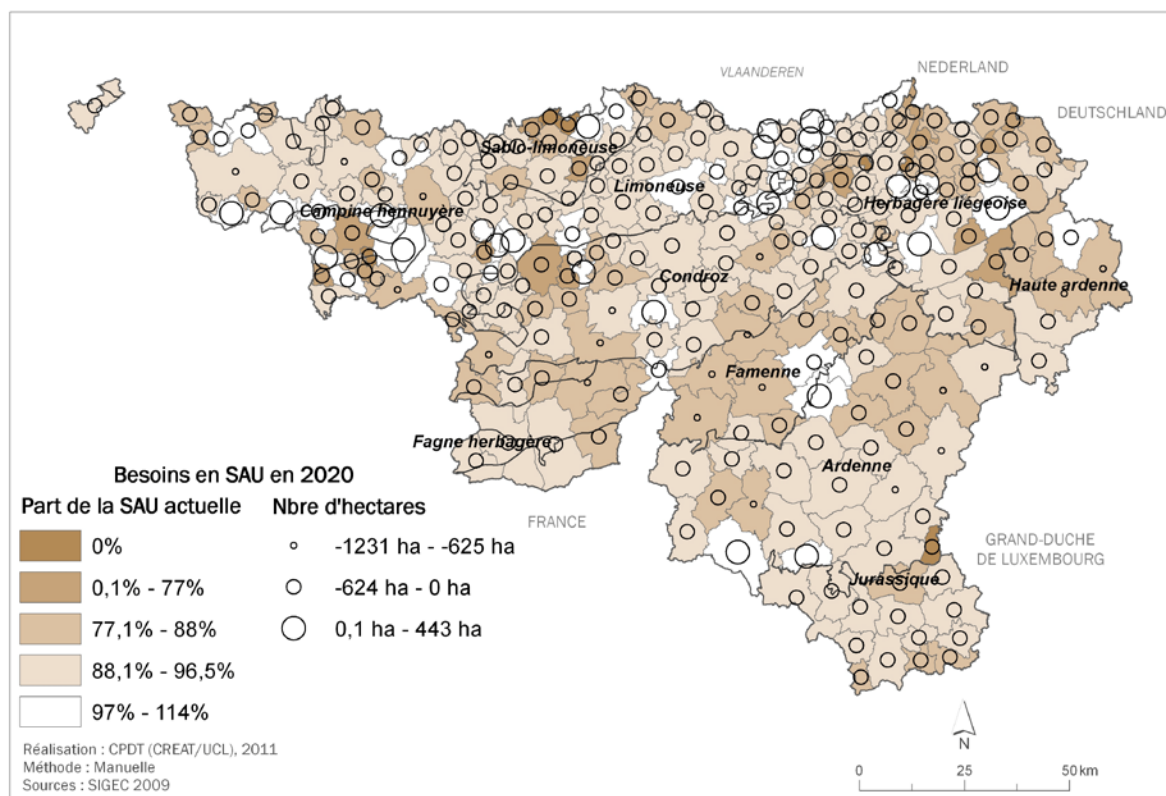 VLAANDEREN
NEDERLAND
DEUTSCHLAND
Sablo-limoneuse
Limoneuse
Campine hennuyère
Herbagère liégeoise
Condroz
Haute ardenne
Famenne
Fagne herbagère
Ardenne
FRANCE
GRAND-DUCHE
DE LUXEMBOURG
Jurassique
Besoins en SAU en 2020
Part de la SAU actuelle
0%
0,1% - 77%
77,1% - 88%
88,1% - 96,5%
97% - 114%
Nbre d'hectares
-1231 ha - -625 ha
-624 ha - 0 ha
0,1 ha - 443 ha
Réalisation : CPDT (CREAT/UCL), 2011
Méthode : Manuelle
Sources : SIGEC 2009
N
0 25 50 km